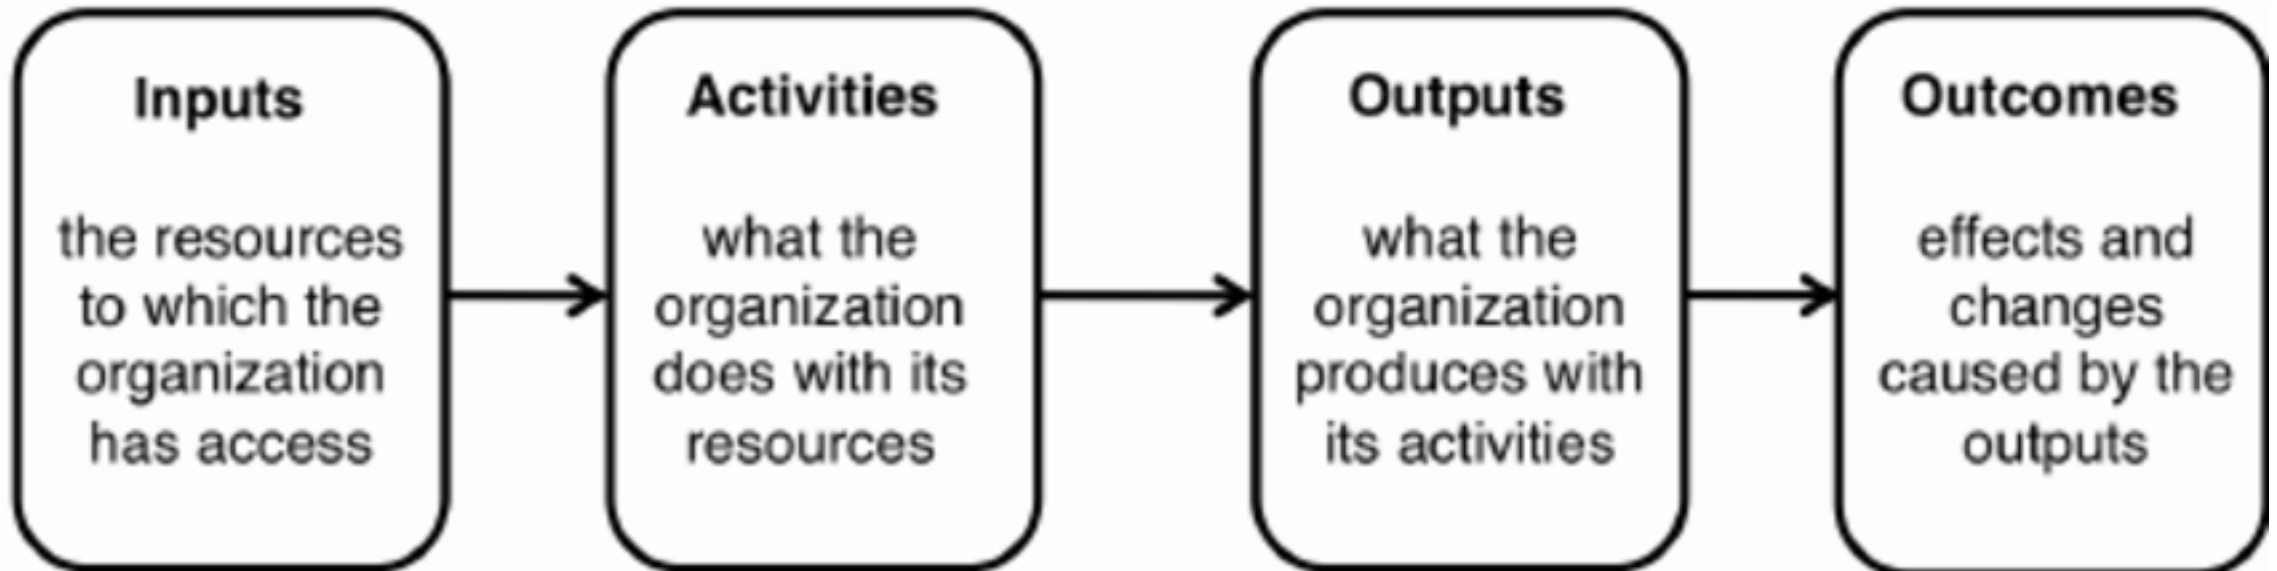 Inputs
the resources
to which the
organization
has access
Activities
what the
organization
does with its
resources
Outputs
what the
organization
produces with
its activities
Outcomes
effects and
changes
caused by the
outputs